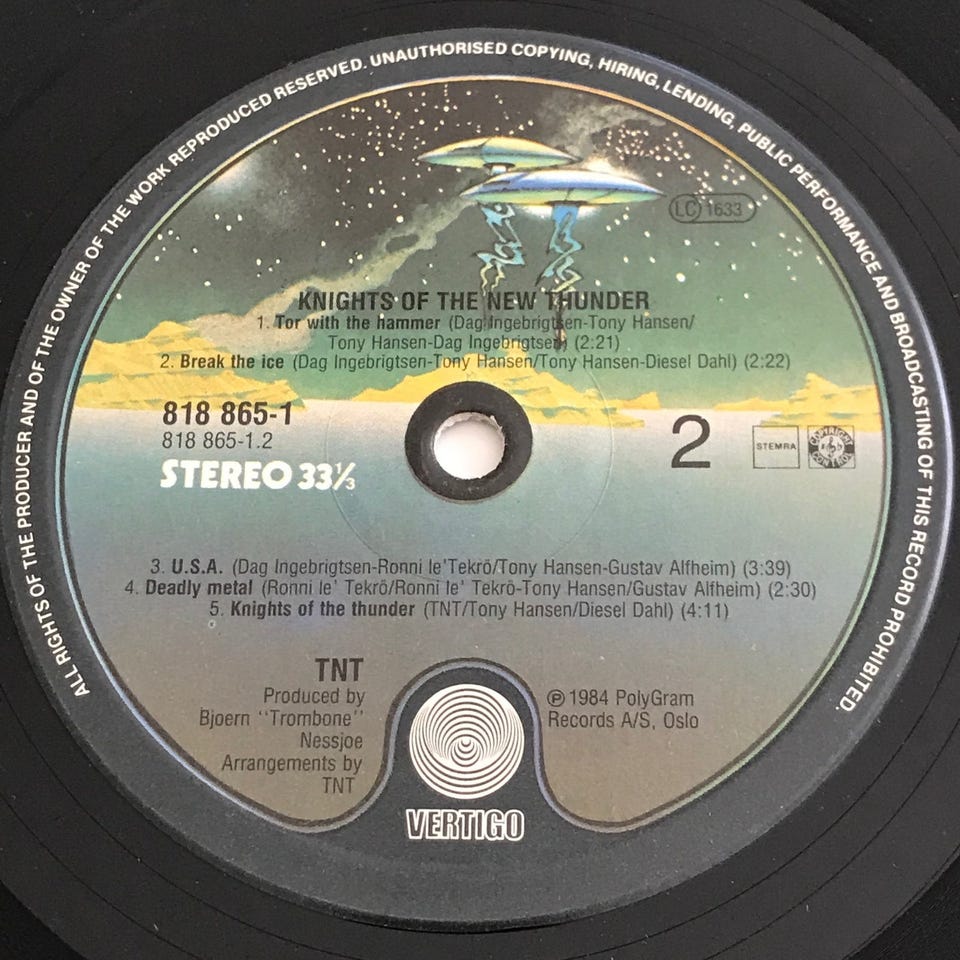 ALL RIGHTS OF THE PRODUCER AND OF THE OWNER OF THE WORK REPRODUCED RESERVED. UNAUTHORISED COPYING, HIRING, LENDING, PUBLIC PERFORMANCE AND BROADCASTING OF THIS RECORD PROHIBITED.
LC 1633
KNIGHTS OF THE NEW THUNDER
1. Tor with the hammer (Dag Ingebrigtsen-Tony Hansen/
Tony Hansen-Dag Ingebrigtsen) (2:21)
2. Break the ice (Dag Ingebrigtsen-Tony Hansen/Tony Hansen-Diesel Dahl) (2:22)
818 865-1
818 865-1.2
STEREO 33⅓
2
STEMRA
COPYRIGHT CONTROL
3. U.S.A. (Dag Ingebrigtsen-Ronni le'Tekrö/Tony Hansen-Gustav Alfheim) (3:39)
4. Deadly metal (Ronni le' Tekrö/Ronni le' Tekrö-Tony Hansen/Gustav Alfheim) (2:30)
5. Knights of the thunder (TNT/Tony Hansen/Diesel Dahl) (4:11)
TNT
Produced by
Bjoern "Trombone"
Nessjoe
Arrangements by
TNT
℗ 1984 PolyGram
Records A/S, Oslo
VERTIGO